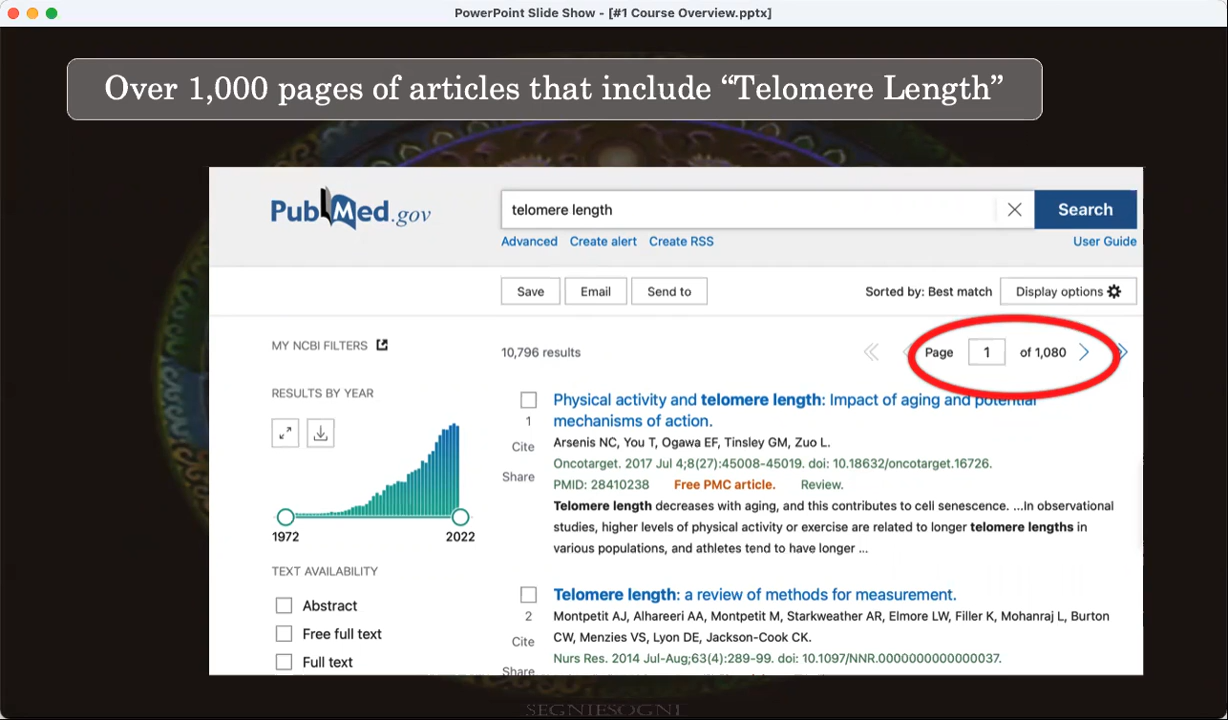 PowerPoint Slide Show - [#1 Course Overview.pptx]
Over 1,000 pages of articles that include “Telomere Length”
PubMed.gov
telomere length
Search
Advanced Create alert Create RSS
User Guide
Save Email Send to
Sorted by: Best match Display options
MY NCBI FILTERS
10,796 results
Page 1 of 1,080
RESULTS BY YEAR
1972 2022
TEXT AVAILABILITY
Abstract
Free full text
Full text
1
Cite
Share
Physical activity and telomere length: Impact of aging and potential
mechanisms of action.
Arsenis NC, You T, Ogawa EF, Tinsley GM, Zuo L.
Oncotarget. 2017 Jul 4;8(27):45008-45019. doi: 10.18632/oncotarget.16726.
PMID: 28410238 Free PMC article. Review.
Telomere length decreases with aging, and this contributes to cell senescence. ...In observational
studies, higher levels of physical activity or exercise are related to longer telomere lengths in
various populations, and athletes tend to have longer ...
2
Cite
Share
Telomere length: a review of methods for measurement.
Montpetit AJ, Alhareeri AA, Montpetit M, Starkweather AR, Elmore LW, Filler K, Mohanraj L, Burton
CW, Menzies VS, Lyon DE, Jackson-Cook CK.
Nurs Res. 2014 Jul-Aug;63(4):289-99. doi: 10.1097/NNR.0000000000000037.
SEGNIESOGNI